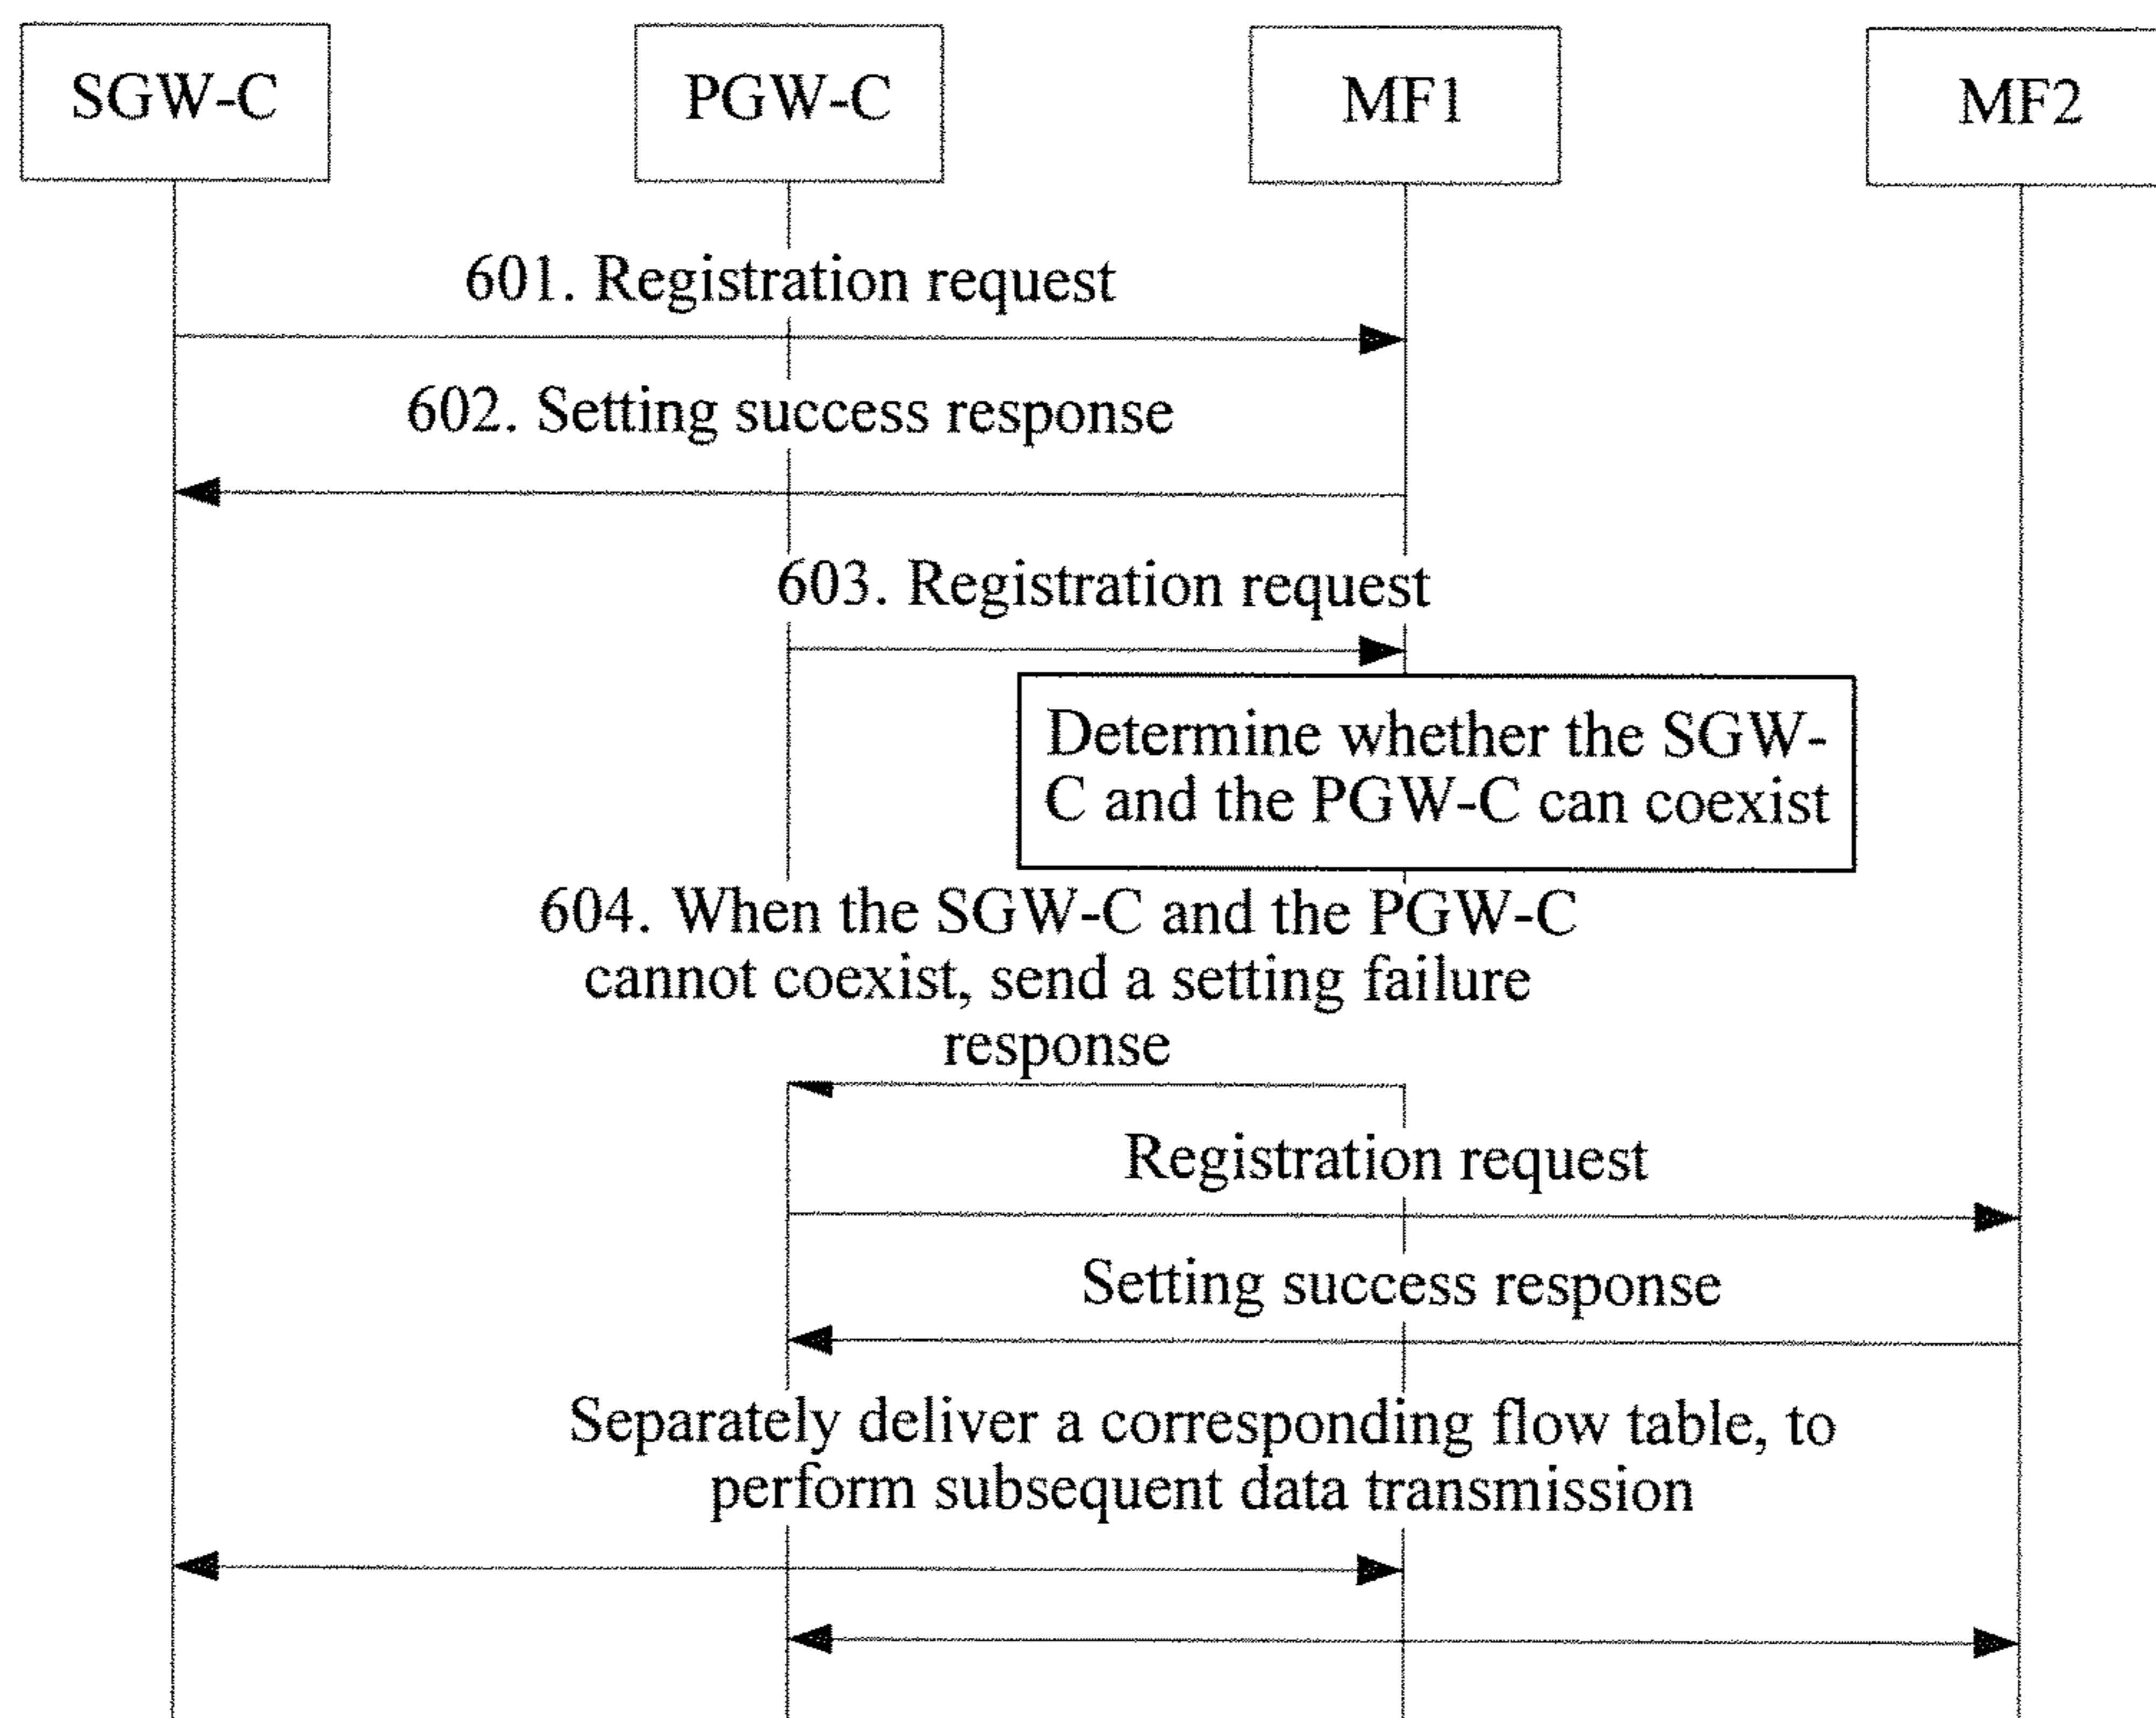 SGW-C
PGW-C
MF1
MF2
601. Registration request
602. Setting success response
603. Registration request
Determine whether the SGW-
C and the PGW-C can coexist
604. When the SGW-C and the PGW-C
cannot coexist, send a setting failure
response
Registration request
Setting success response
Separately deliver a corresponding flow table, to
perform subsequent data transmission